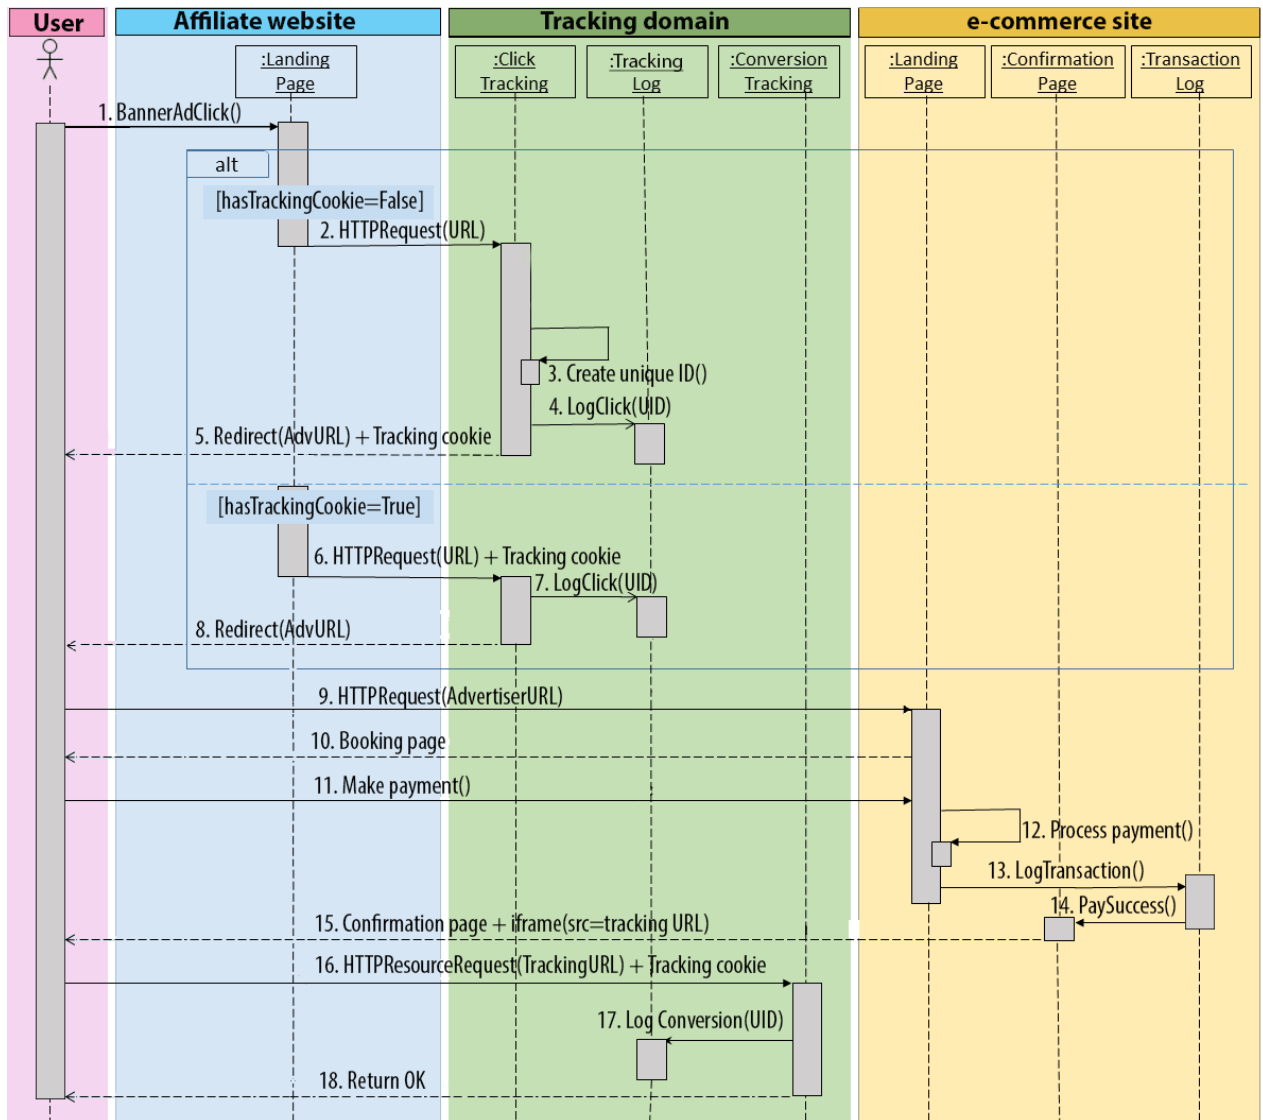 User
Affiliate website
Tracking domain
e-commerce site
:Landing
Page
:Click
Tracking
:Tracking
Log
:Conversion
Tracking
:Landing
Page
:Confirmation
Page
:Transaction
Log
1. BannerAdClick()
alt
[hasTrackingCookie=False]
2. HTTPRequest(URL)
3. Create unique ID()
4. LogClick(UID)
5. Redirect(AdvURL) + Tracking cookie
[hasTrackingCookie=True]
6. HTTPRequest(URL) + Tracking cookie
7. LogClick(UID)
8. Redirect(AdvURL)
9. HTTPRequest(AdvertiserURL)
10. Booking page
11. Make payment()
12. Process payment()
13. LogTransaction()
14. PaySuccess()
15. Confirmation page + iframe(src=tracking URL)
16. HTTPResourceRequest(TrackingURL) + Tracking cookie
17. Log Conversion(UID)
18. Return OK